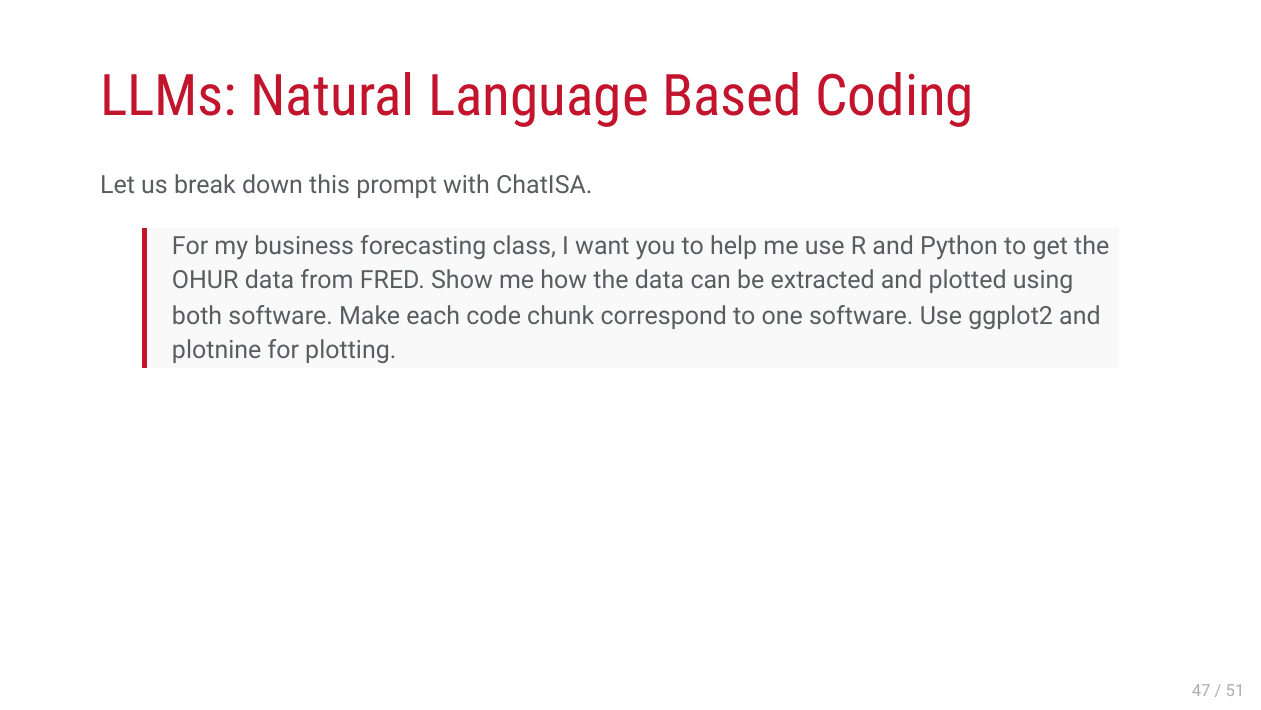 LLMs: Natural Language Based Coding
Let us break down this prompt with ChatISA.
For my business forecasting class, I want you to help me use R and Python to get the
OHUR data from FRED. Show me how the data can be extracted and plotted using
both software. Make each code chunk correspond to one software. Use ggplot2 and
plotnine for plotting.
47 / 51